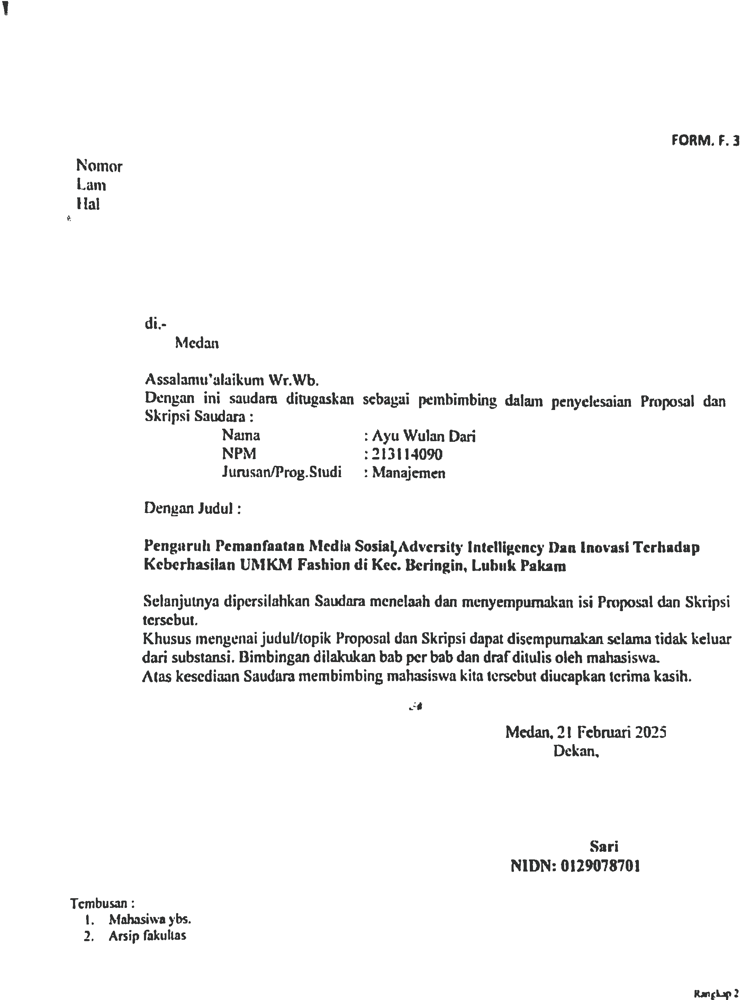 FORM. F. 3
Nomor
Lam
Hal
di.-
Medan
Assalamu'alaikum Wr.Wb.
Dengan ini saudara ditugaskan sebagai pembimbing dalam penyelesaian Proposal dan
Skripsi Saudara :
Nama : Ayu Wulan Dari
NPM : 213114090
Jurusan/Prog.Studi : Manajemen
Dengan Judul :
Pengaruh Pemanfaatan Media Sosial,Adversity Intelligency Dan Inovasi Terhadap
Keberhasilan UMKM Fashion di Kec. Beringin, Lubuk Pakam
Selanjutnya dipersilahkan Saudara menelaah dan menyempurnakan isi Proposal dan Skripsi
tersebut.
Khusus mengenai judul/topik Proposal dan Skripsi dapat disempurnakan selama tidak keluar
dari substansi. Bimbingan dilakukan bab per bab dan draf ditulis oleh mahasiswa.
Atas kesediaan Saudara membimbing mahasiswa kita tersebut diucapkan terima kasih.
Medan, 21 Februari 2025
Dekan,
Sari
NIDN: 0129078701
Tembusan :
1. Mahasiwa ybs.
2. Arsip fakultas
Rangkap 2